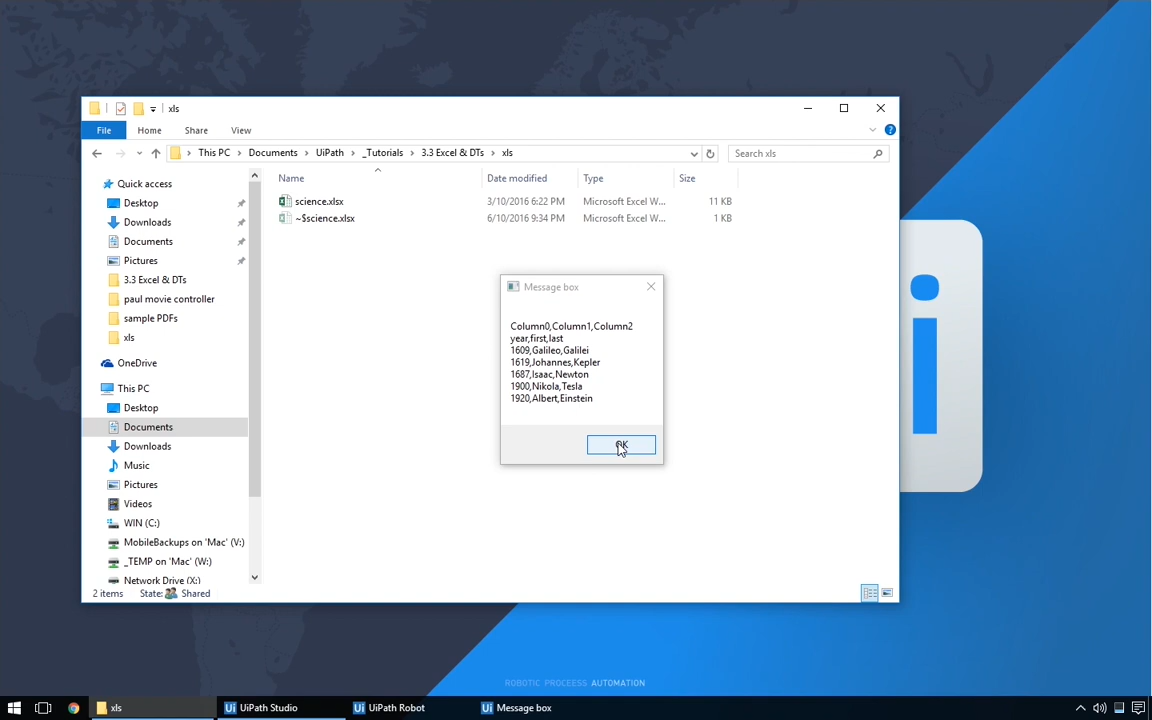 xls
File Home Share View
This PC Documents UiPath _Tutorials 3.3 Excel & DTs xls
Search xls
Name Date modified Type Size
Quick access
Desktop
Downloads
Documents
Pictures
3.3 Excel & DTs
paul movie controller
sample PDFs
xls
OneDrive
This PC
Desktop
Documents
Downloads
Music
Pictures
Videos
WIN (C:)
MobileBackups on 'Mac' (V:)
_TEMP on 'Mac' (W:)
Network Drive (X:)
science.xlsx 3/10/2016 6:22 PM Microsoft Excel W... 11 KB
~$science.xlsx 6/10/2016 9:34 PM Microsoft Excel W... 1 KB
Message box
Column0,Column1,Column2
year,first,last
1609,Galileo,Galilei
1619,Johannes,Kepler
1687,Isaac,Newton
1900,Nikola,Tesla
1920,Albert,Einstein
OK
2 items State: Shared
i
ROBOTIC PROCEESS AUTOMATION
xls Ui UiPath Studio Ui UiPath Robot Ui Message box